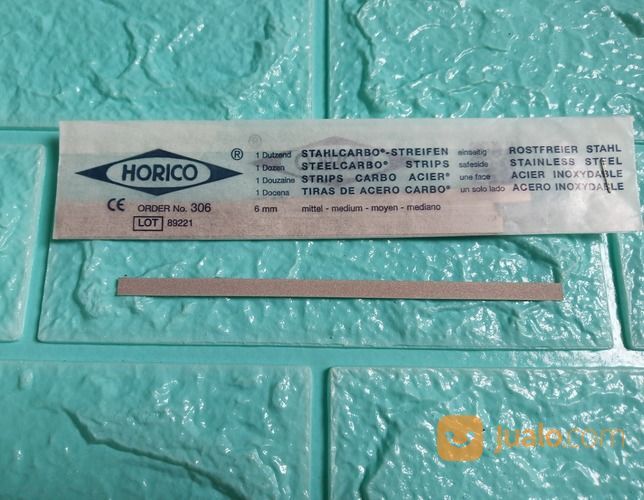 HORICO ®
1 Dutzend STAHLCARBO®-STREIFEN einseitig ROSTFREIER STAHL
1 Dozen STEELCARBO® STRIPS safeside STAINLESS STEEL
1 Douzaine STRIPS CARBO ACIER® une face ACIER INOXYDABLE
1 Docena TIRAS DE ACERO CARBO® un solo lado ACERO INOXYDABLE
CE ORDER No. 306 6 mm mittel - medium - moyen - mediano
LOT 89221
Jualo.com